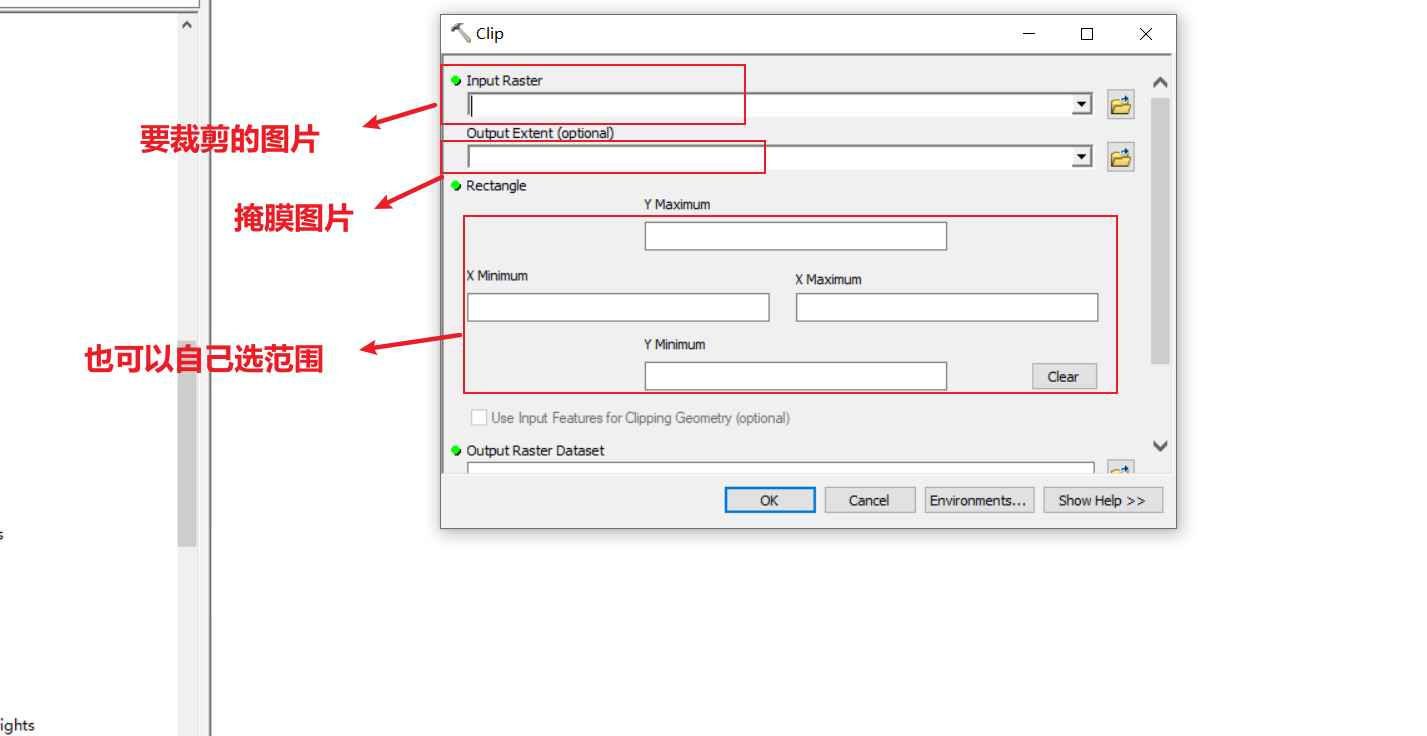 Clip
Input Raster
要裁剪的图片
Output Extent (optional)
掩膜图片
Rectangle
Y Maximum
X Minimum
X Maximum
也可以自己选范围
Y Minimum
Clear
Use Input Features for Clipping Geometry (optional)
Output Raster Dataset
OK
Cancel
Environments...
Show Help >>
s
ights